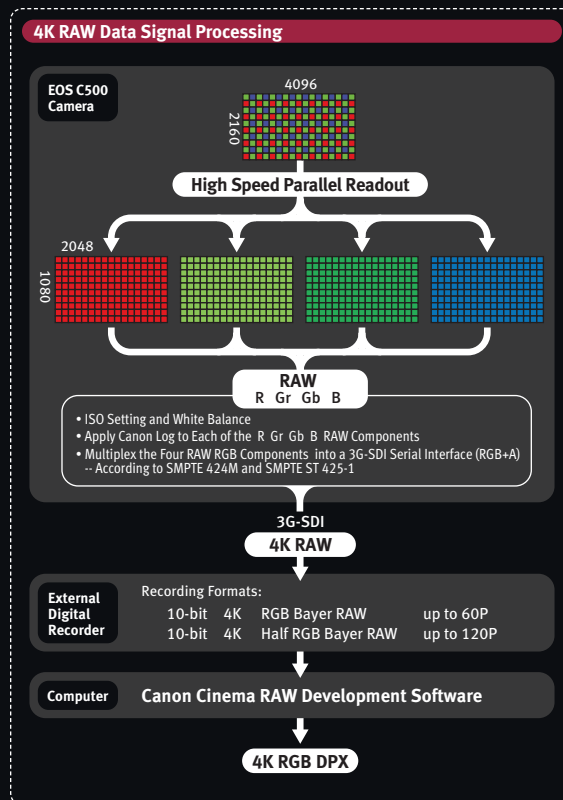 4K RAW Data Signal Processing
EOS C500
Camera
4096
2160
High Speed Parallel Readout
2048
1080
RAW
R Gr Gb B
• ISO Setting and White Balance
• Apply Canon Log to Each of the R Gr Gb B RAW Components
• Multiplex the Four RAW RGB Components into a 3G-SDI Serial Interface (RGB+A)
-- According to SMPTE 424M and SMPTE ST 425-1
3G-SDI
4K RAW
External
Digital
Recorder
Recording Formats:
10-bit 4K RGB Bayer RAW up to 60P
10-bit 4K Half RGB Bayer RAW up to 120P
Computer
Canon Cinema RAW Development Software
4K RGB DPX